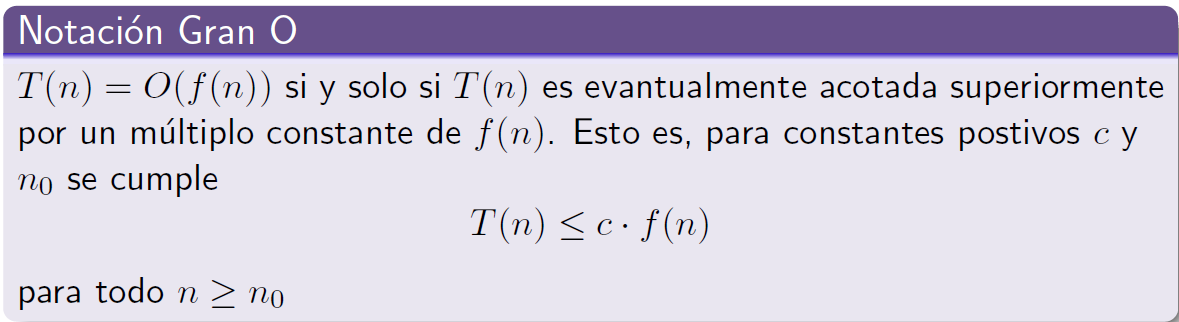 Notación Gran O
T(n) = O(f(n)) si y solo si T(n) es evantualmente acotada superiormente
por un múltiplo constante de f(n). Esto es, para constantes postivos c y
n₀ se cumple
T(n) ≤ c · f(n)
para todo n ≥ n₀